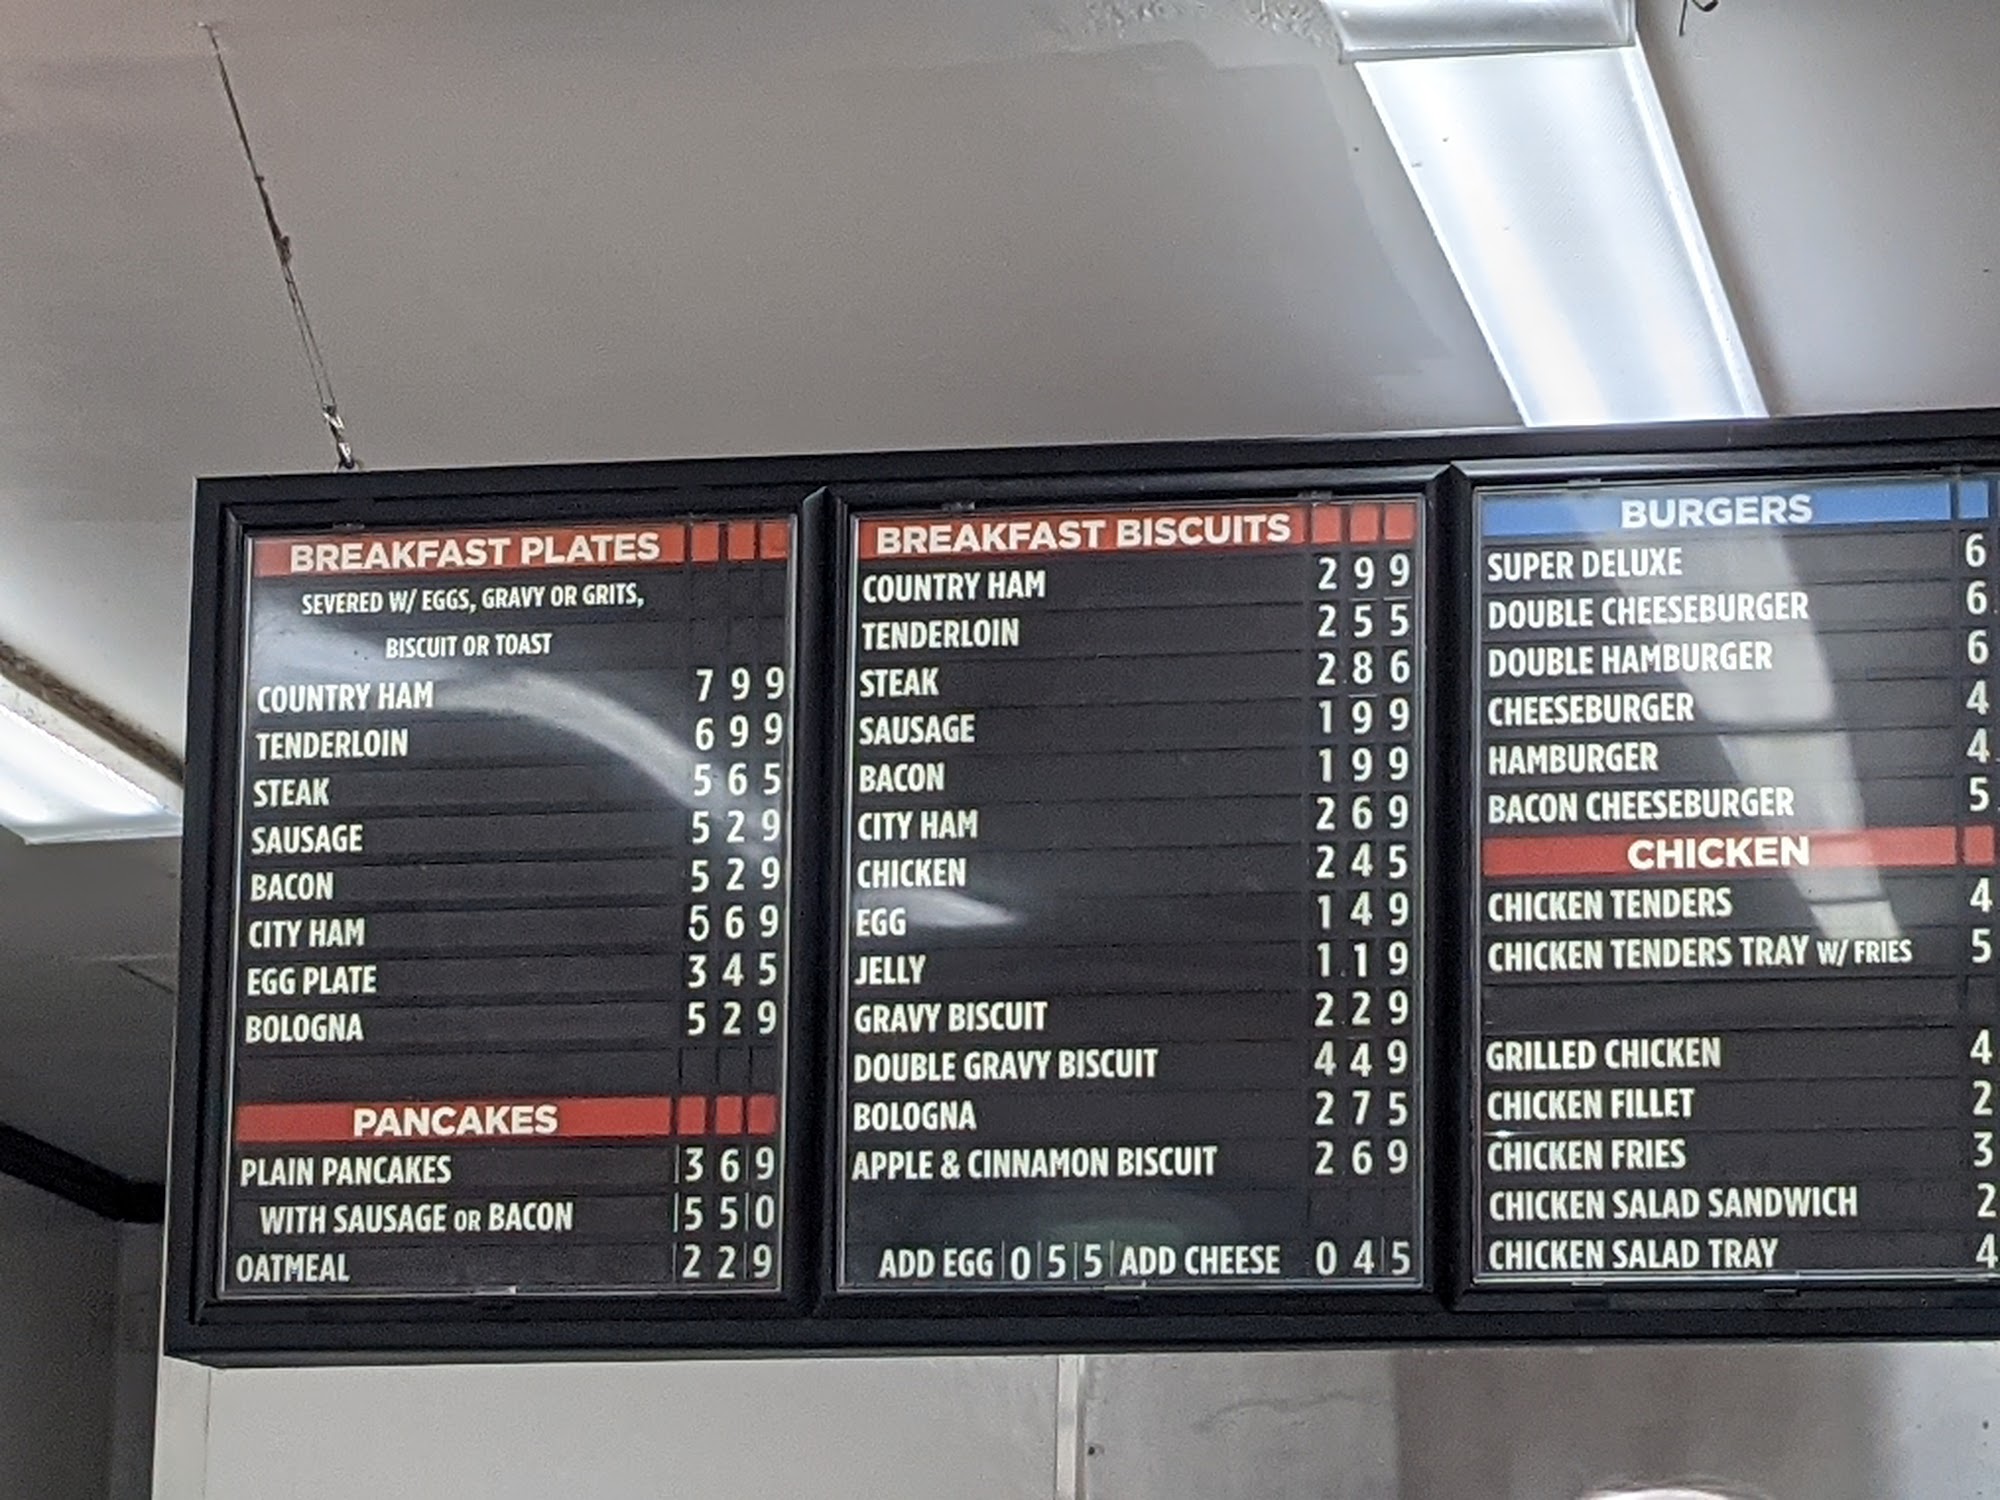 BREAKFAST PLATES
SEVERED W/ EGGS, GRAVY OR GRITS,
BISCUIT OR TOAST
COUNTRY HAM 7 9 9
TENDERLOIN 6 9 9
STEAK 5 6 5
SAUSAGE 5 2 9
BACON 5 2 9
CITY HAM 5 6 9
EGG PLATE 3 4 5
BOLOGNA 5 2 9
PANCAKES
PLAIN PANCAKES 3 6 9
WITH SAUSAGE OR BACON 5 5 0
OATMEAL 2 2 9
BREAKFAST BISCUITS
COUNTRY HAM 2 9 9
TENDERLOIN 2 5 5
STEAK 2.8 6
SAUSAGE 1 9 9
BACON 1 9 9
CITY HAM 2 6 9
CHICKEN 2 4 5
EGG 1 4 9
JELLY 1.1 9
GRAVY BISCUIT 2 2 9
DOUBLE GRAVY BISCUIT 4 4 9
BOLOGNA 2 7 5
APPLE & CINNAMON BISCUIT 2 6 9
ADD EGG 0 5 5 ADD CHEESE 0 4 5
BURGERS
SUPER DELUXE 6
DOUBLE CHEESEBURGER 6
DOUBLE HAMBURGER 6
CHEESEBURGER 4
HAMBURGER 4
BACON CHEESEBURGER 5
CHICKEN
CHICKEN TENDERS 4
CHICKEN TENDERS TRAY W/ FRIES 5
GRILLED CHICKEN 4
CHICKEN FILLET 2
CHICKEN FRIES 3
CHICKEN SALAD SANDWICH 2
CHICKEN SALAD TRAY 4